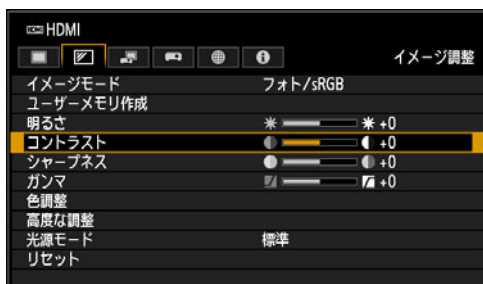 HDMI
イメージ調整
イメージモード フォト/sRGB
ユーザーメモリ作成
明るさ +0
コントラスト +0
シャープネス +0
ガンマ +0
色調整
高度な調整
光源モード 標準
リセット